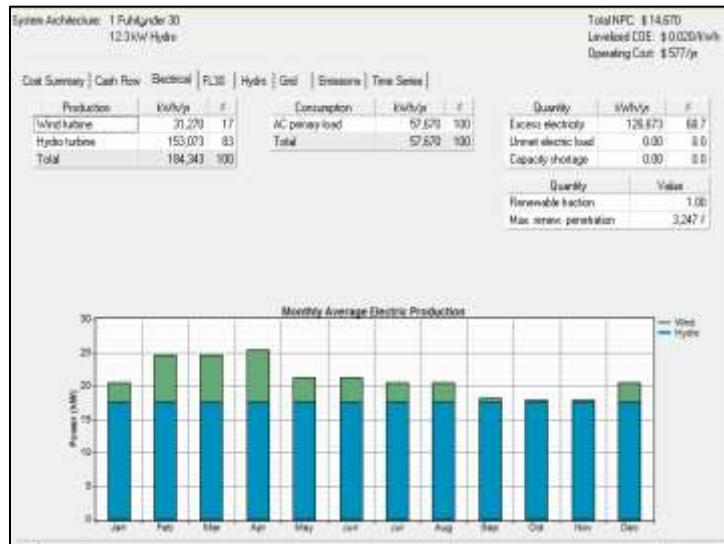 System Architecture: 1 Fuhrländer 30
12.3 kW Hydro
Total NPC: $ 14,670
Levelized COE: $ 0.020/kWh
Operating Cost: $ 577/yr
Cost Summary Cash Flow Electrical FL30 Hydro Grid Emissions Time Series
Production kWh/yr %
Wind turbine 31,270 17
Hydro turbine 153,073 83
Total 184,343 100
Consumption kWh/yr %
AC primary load 57,670 100
Total 57,670 100
Quantity kWh/yr %
Excess electricity 126,673 68.7
Unmet electric load 0.00 0.0
Capacity shortage 0.00 0.0
Quantity Value
Renewable fraction 1.00
Max. renew. penetration 3,247 %
Monthly Average Electric Production
Power (kW)
30
25
20
15
10
5
0
Jan Feb Mar Apr May Jun Jul Aug Sep Oct Nov Dec
Wind
Hydro